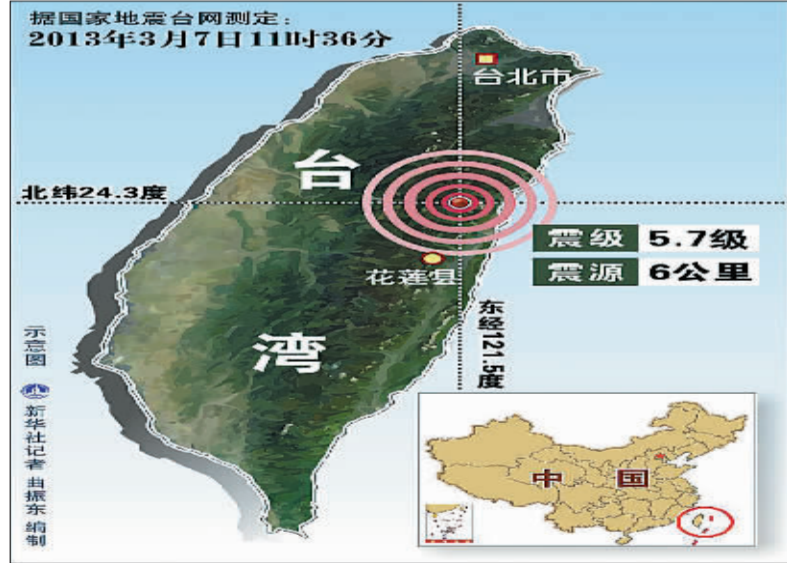 据国家地震台网测定：
2013年3月7日11时36分
台北市
台
北纬24.3度
震级 5.7级
花莲县
震源 6公里
东经121.5度
湾
示意图
新华社记者 曲振东 编制
中国